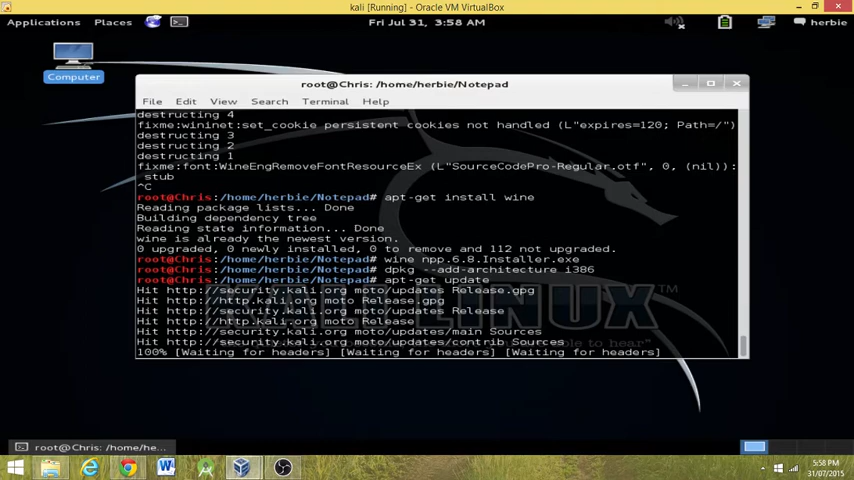 kali [Running] - Oracle VM VirtualBox
Applications Places Fri Jul 31, 3:58 AM herbie
Computer
root@Chris: /home/herbie/Notepad
File Edit View Search Terminal Help
destructing 4
fixme:wininet:set_cookie persistent cookies not handled (L"expires=120; Path=/")
destructing 3
destructing 2
destructing 1
fixme:font:WineEngRemoveFontResourceEx (L"SourceCodePro-Regular.otf", 0, (nil)):
stub
^C
root@Chris:/home/herbie/Notepad# apt-get install wine
Reading package lists... Done
Building dependency tree
Reading state information... Done
wine is already the newest version.
0 upgraded, 0 newly installed, 0 to remove and 112 not upgraded.
root@Chris:/home/herbie/Notepad# wine npp.6.8.Installer.exe
root@Chris:/home/herbie/Notepad# dpkg --add-architecture i386
root@Chris:/home/herbie/Notepad# apt-get update
Hit http://security.kali.org moto/updates Release.gpg
Hit http://http.kali.org moto Release.gpg
Hit http://security.kali.org moto/updates Release
Hit http://http.kali.org moto Release
Hit http://security.kali.org moto/updates/main Sources
Hit http://security.kali.org moto/updates/contrib Sources
100% [Waiting for headers] [Waiting for headers] [Waiting for headers]
KALI LINUX
to hear"
root@Chris: /home/he...
5:58 PM
31/07/2015